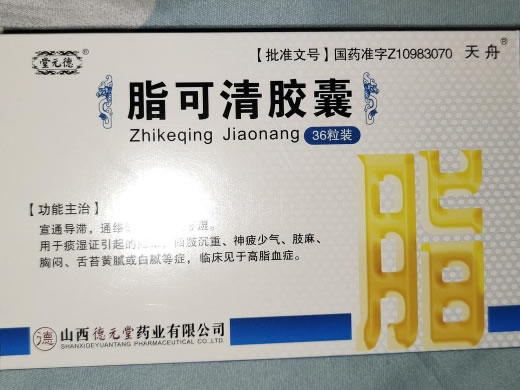 德元堂®
【批准文号】国药准字Z10983070 天舟®
脂可清胶囊
Zhikeqing Jiaonang 36粒装
脂
【功能主治】
宣通导滞，通络
湿。
用于痰湿证引起的 四肢沉重、神疲少气、肢麻、
胸闷、舌苔黄腻或白腻等症，临床见于高脂血症。
德 山西德元堂药业有限公司
SHANXIDEYUANTANG PHARMACEUTICAL CO.,LTD.